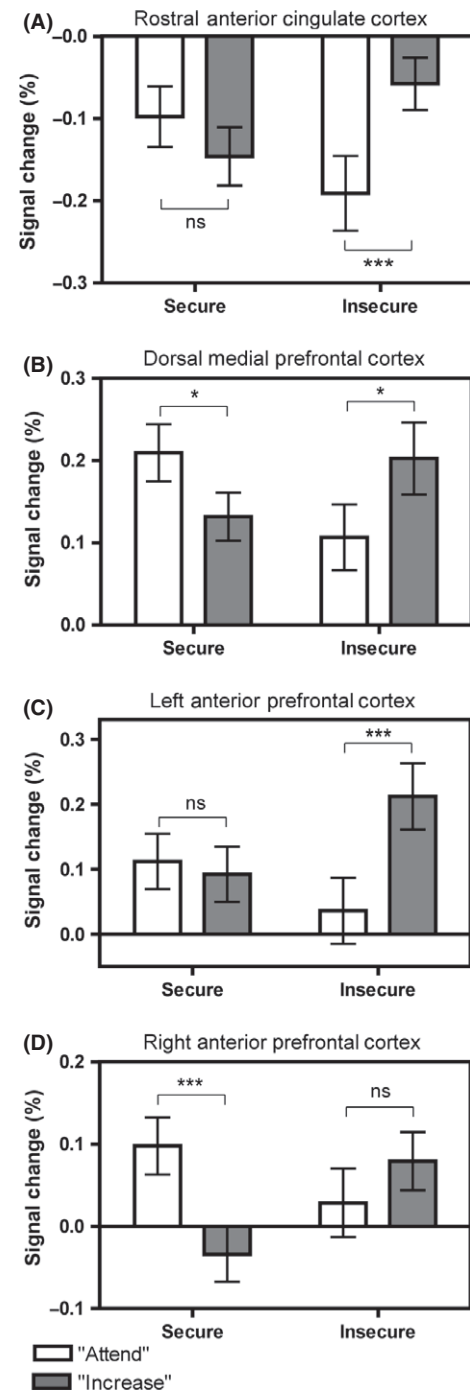 (A) Rostral anterior cingulate cortex
Signal change (%)
–0.0
–0.1
–0.2
–0.3
ns
***
Secure Insecure
(B) Dorsal medial prefrontal cortex
Signal change (%)
0.3
0.2
0.1
0.0
* *
Secure Insecure
(C) Left anterior prefrontal cortex
Signal change (%)
0.3
0.2
0.1
0.0
ns
***
Secure Insecure
(D) Right anterior prefrontal cortex
Signal change (%)
0.2
0.1
0.0
–0.1
***
ns
Secure Insecure
"Attend"
"Increase"